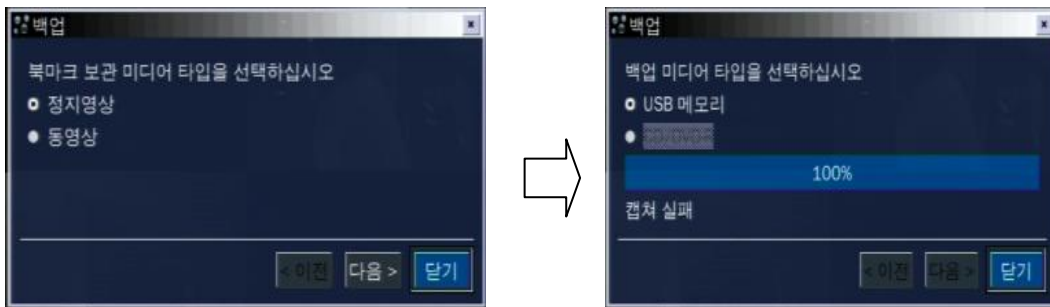 백업
북마크 보관 미디어 타입을 선택하십시오
정지영상
동영상
< 이전 다음 > 닫기
백업
백업 미디어 타입을 선택하십시오
USB 메모리
100%
캡쳐 실패
< 이전 다음 > 닫기